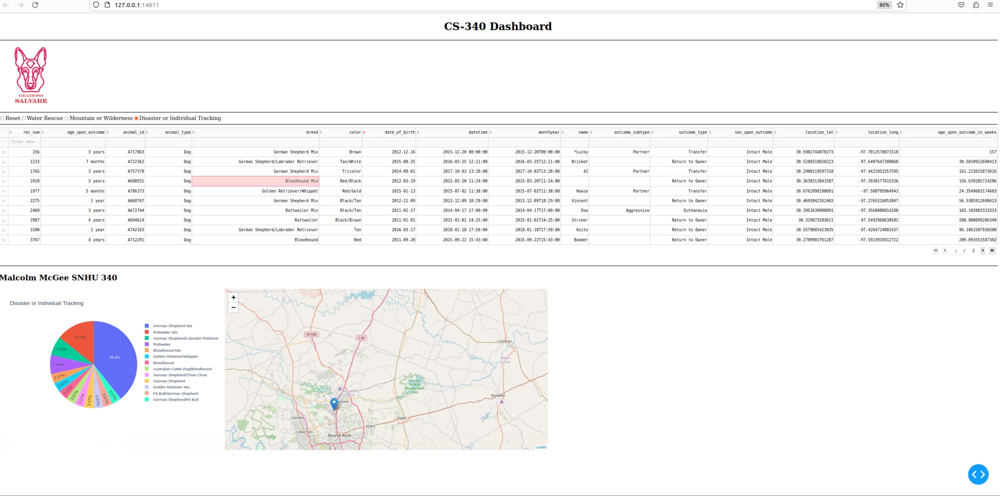 127.0.0.1:14811 80%
CS-340 Dashboard
GRAZIOSO
SALVARE
Reset Water Rescue Mountain or Wilderness Disaster or Individual Tracking
rec_num age_upon_outcome animal_id animal_type breed color date_of_birth datetime monthyear name outcome_subtype outcome_type sex_upon_outcome location_lat location_long age_upon_outcome_in_weeks
filter data...
× 256 3 years A717863 Dog German Shepherd Mix Brown 2012-12-16 2015-12-20 00:00:00 2015-12-20T00:00:00 *Lucky Partner Transfer Intact Male 30.5982744070273 -97.7012578871518 157
× 1233 7 months A722362 Dog German Shepherd/Labrador Retriever Tan/White 2015-08-25 2016-03-25 12:11:00 2016-03-25T12:11:00 Brisket Return to Owner Intact Male 30.5288318820223 -97.6407647288868 30.5010912698413
× 1765 3 years A757370 Dog German Shepherd Mix Tricolor 2014-09-01 2017-10-03 13:28:00 2017-10-03T13:28:00 42 Partner Transfer Intact Male 30.2900119597318 -97.4421053357595 161.223015873016
× 1918 3 years A698931 Dog Bloodhound Mix Red/Black 2012-03-19 2015-03-20 11:24:00 2015-03-20T11:24:00 Return to Owner Intact Male 30.3638313841587 -97.3930177615336 156.639285714286
× 1977 5 months A706373 Dog Golden Retriever/Whippet Red/Gold 2015-01-13 2015-07-02 11:38:00 2015-07-02T11:38:00 Howie Partner Transfer Intact Male 30.6762998198091 -97.580795964943 24.3549603174603
× 2275 1 year A668767 Dog German Shepherd Mix Black/Tan 2012-11-09 2013-12-09 18:29:00 2013-12-09T18:29:00 Vincent Return to Owner Intact Male 30.4693842352403 -97.2765316853847 56.5385912698413
× 2469 3 years A672744 Dog Rottweiler Mix Black/Tan 2011-02-17 2014-04-17 17:09:00 2014-04-17T17:09:00 Oso Aggressive Euthanasia Intact Male 30.3952630908091 -97.3568080814188 165.102083333333
× 2987 4 years A694614 Dog Rottweiler Black/Brown 2011-01-01 2015-01-01 14:25:00 2015-01-01T14:25:00 Striker Return to Owner Intact Male 30.329873203611 -97.5492968638502 208.800099206349
× 3100 1 year A742163 Dog German Shepherd/Labrador Retriever Tan 2016-03-17 2018-01-18 17:50:00 2018-01-18T17:50:00 Osito Return to Owner Intact Male 30.5579605423035 -97.4264724881437 96.1061507936508
× 3767 4 years A712291 Dog Bloodhound Red 2011-09-20 2015-09-22 15:43:00 2015-09-22T15:43:00 Boomer Return to Owner Intact Male 30.2709983761287 -97.5923916912722 209.093551587302
« ‹ 1 / 3 › »
Malcolm McGee SNHU 340
Disaster or Individual Tracking
39.3%
14.3%
7.14%
7.14%
3.57%
3.57%
3.57%
3.57%
3.57%
3.57%
3.57%
3.57%
3.57%
German Shepherd Mix
Rottweiler Mix
German Shepherd/Labrador Retriever
Rottweiler
Bloodhound Mix
Golden Retriever/Whippet
Bloodhound
Australian Cattle Dog/Bloodhound
German Shepherd/Chow Chow
German Shepherd
Golden Retriever Mix
Pit Bull/German Shepherd
German Shepherd/Pit Bull
+
−
TX 195
I 35
Cameron
Milam
County
Granger
Wildlife
Management
Area
Williamson
County
Rockdale
getown
Leander
Taylor
Hutto
Cedar Park
Round Rock
Leaflet